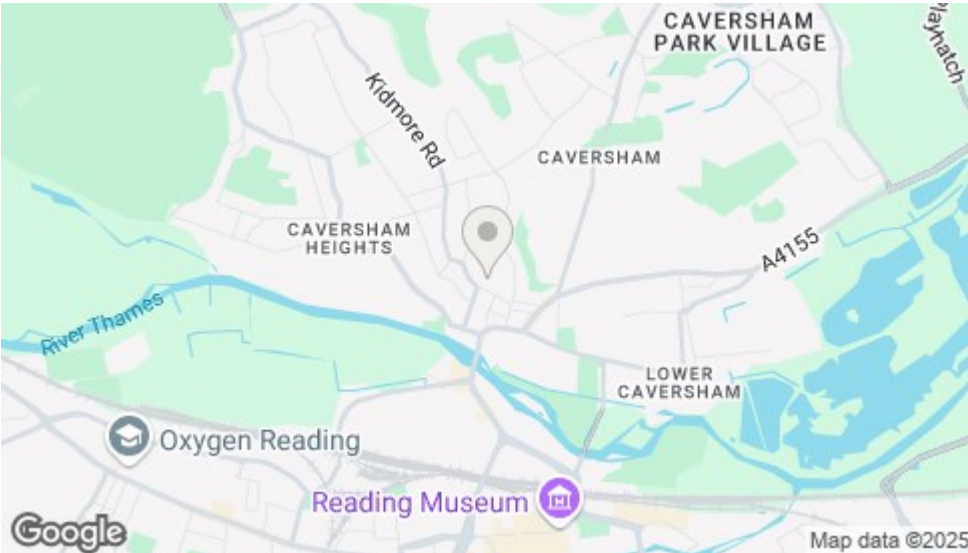 CAVERSHAM
PARK VILLAGE
Playhatch
Kidmore Rd
CAVERSHAM
CAVERSHAM
HEIGHTS
A4155
River Thames
LOWER
CAVERSHAM
Oxygen Reading
Reading Museum
Google
Map data ©2025